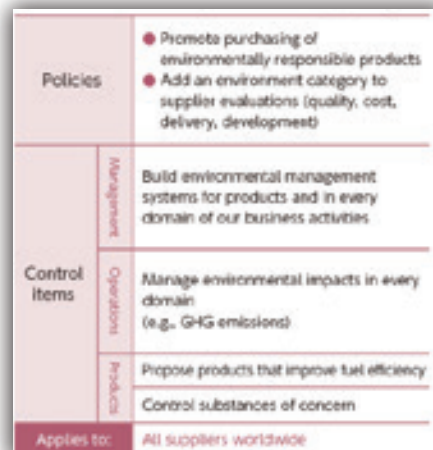 Policies
● Promote purchasing of
environmentally responsible products
● Add an environment category to
supplier evaluations (quality, cost,
delivery, development)
Control
items
Management
Build environmental management
systems for products and in every
domain of our business activities
Operations
Manage environmental impacts in every
domain
(e.g., GHG emissions)
Products
Propose products that improve fuel efficiency
Control substances of concern
Applies to:
All suppliers worldwide